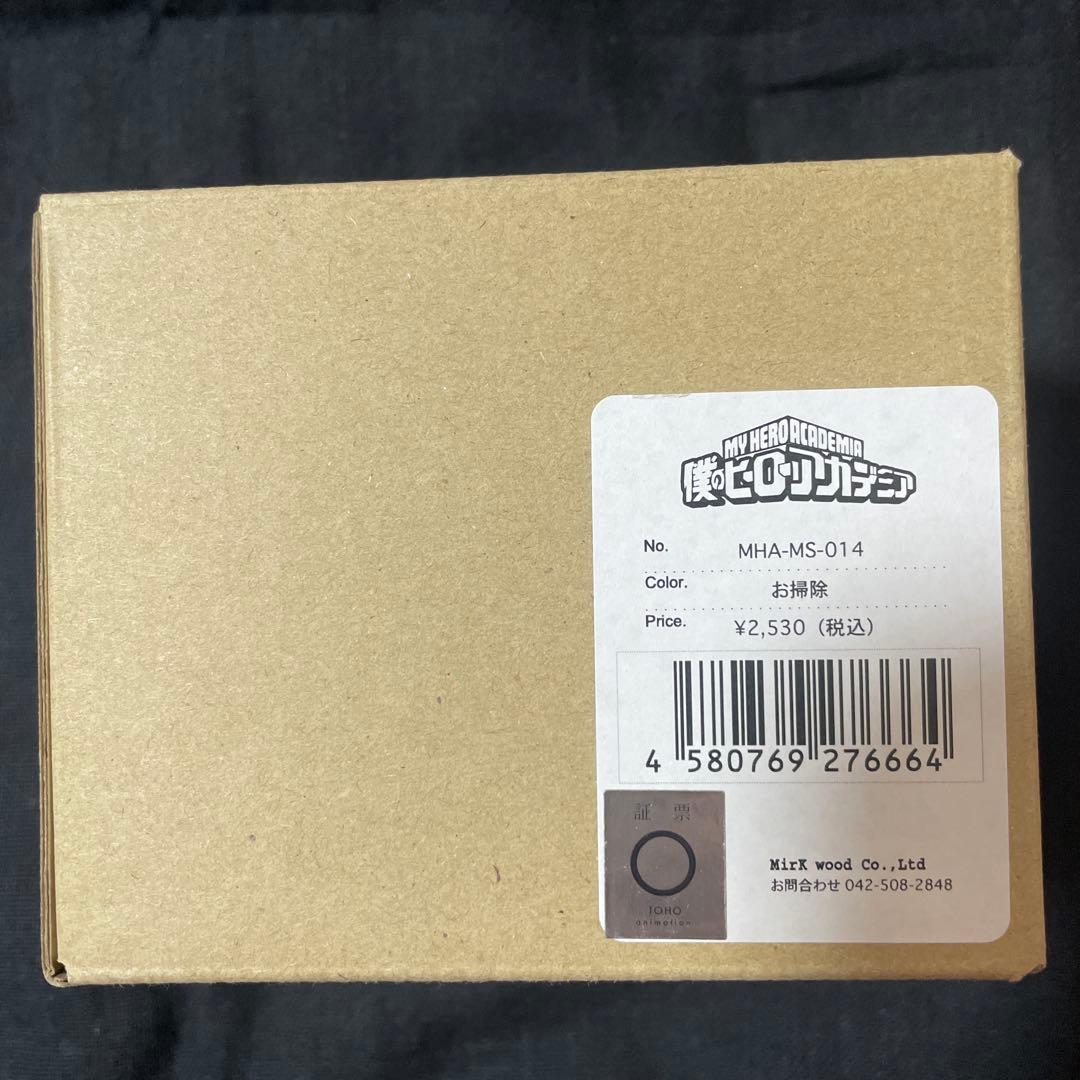 MY HERO ACADEMIA
僕のヒーローアカデミア
No. MHA-MS-014
Color. お掃除
Price. ¥2,530（税込）
4 580769 276664
証 票
TOHO
animation
MirK wood Co.,Ltd
お問合わせ 042-508-2848